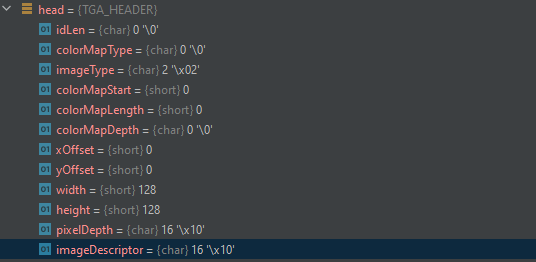 head = {TGA_HEADER}
01 idLen = {char} 0 '\0'
01 colorMapType = {char} 0 '\0'
01 imageType = {char} 2 '\x02'
01 colorMapStart = {short} 0
01 colorMapLength = {short} 0
01 colorMapDepth = {char} 0 '\0'
01 xOffset = {short} 0
01 yOffset = {short} 0
01 width = {short} 128
01 height = {short} 128
01 pixelDepth = {char} 16 '\x10'
01 imageDescriptor = {char} 16 '\x10'